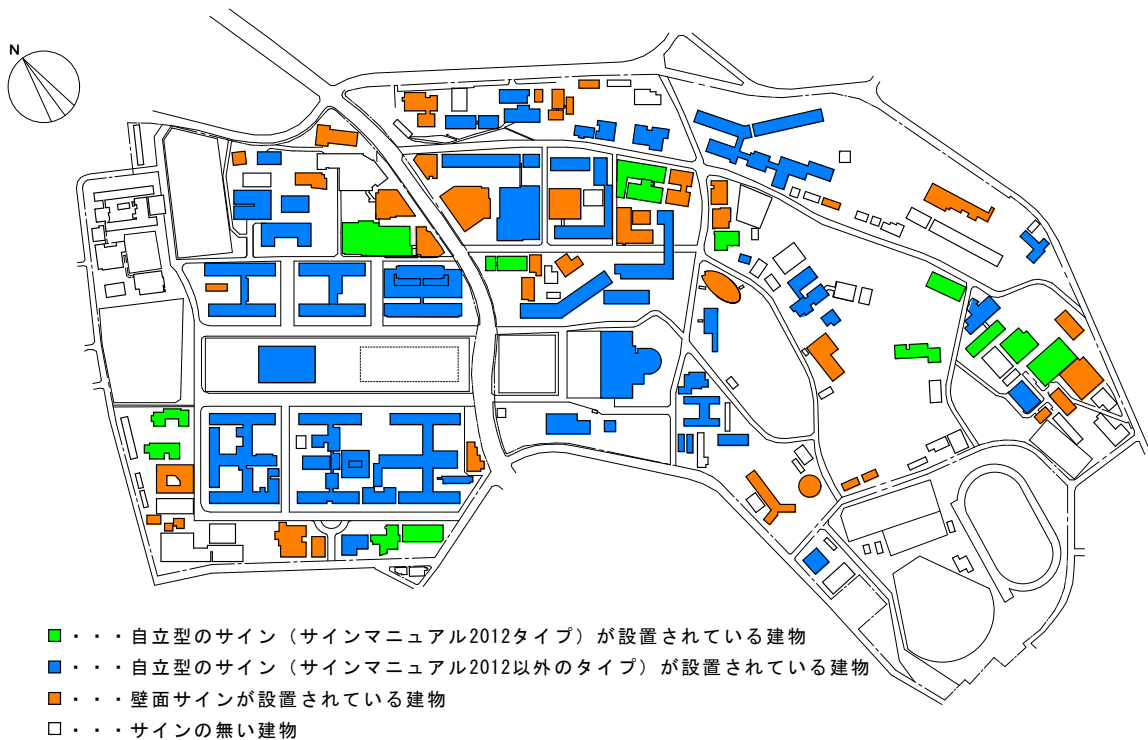 N
■・・・自立型のサイン（サインマニュアル2012タイプ）が設置されている建物
■・・・自立型のサイン（サインマニュアル2012以外のタイプ）が設置されている建物
■・・・壁面サインが設置されている建物
□・・・サインの無い建物